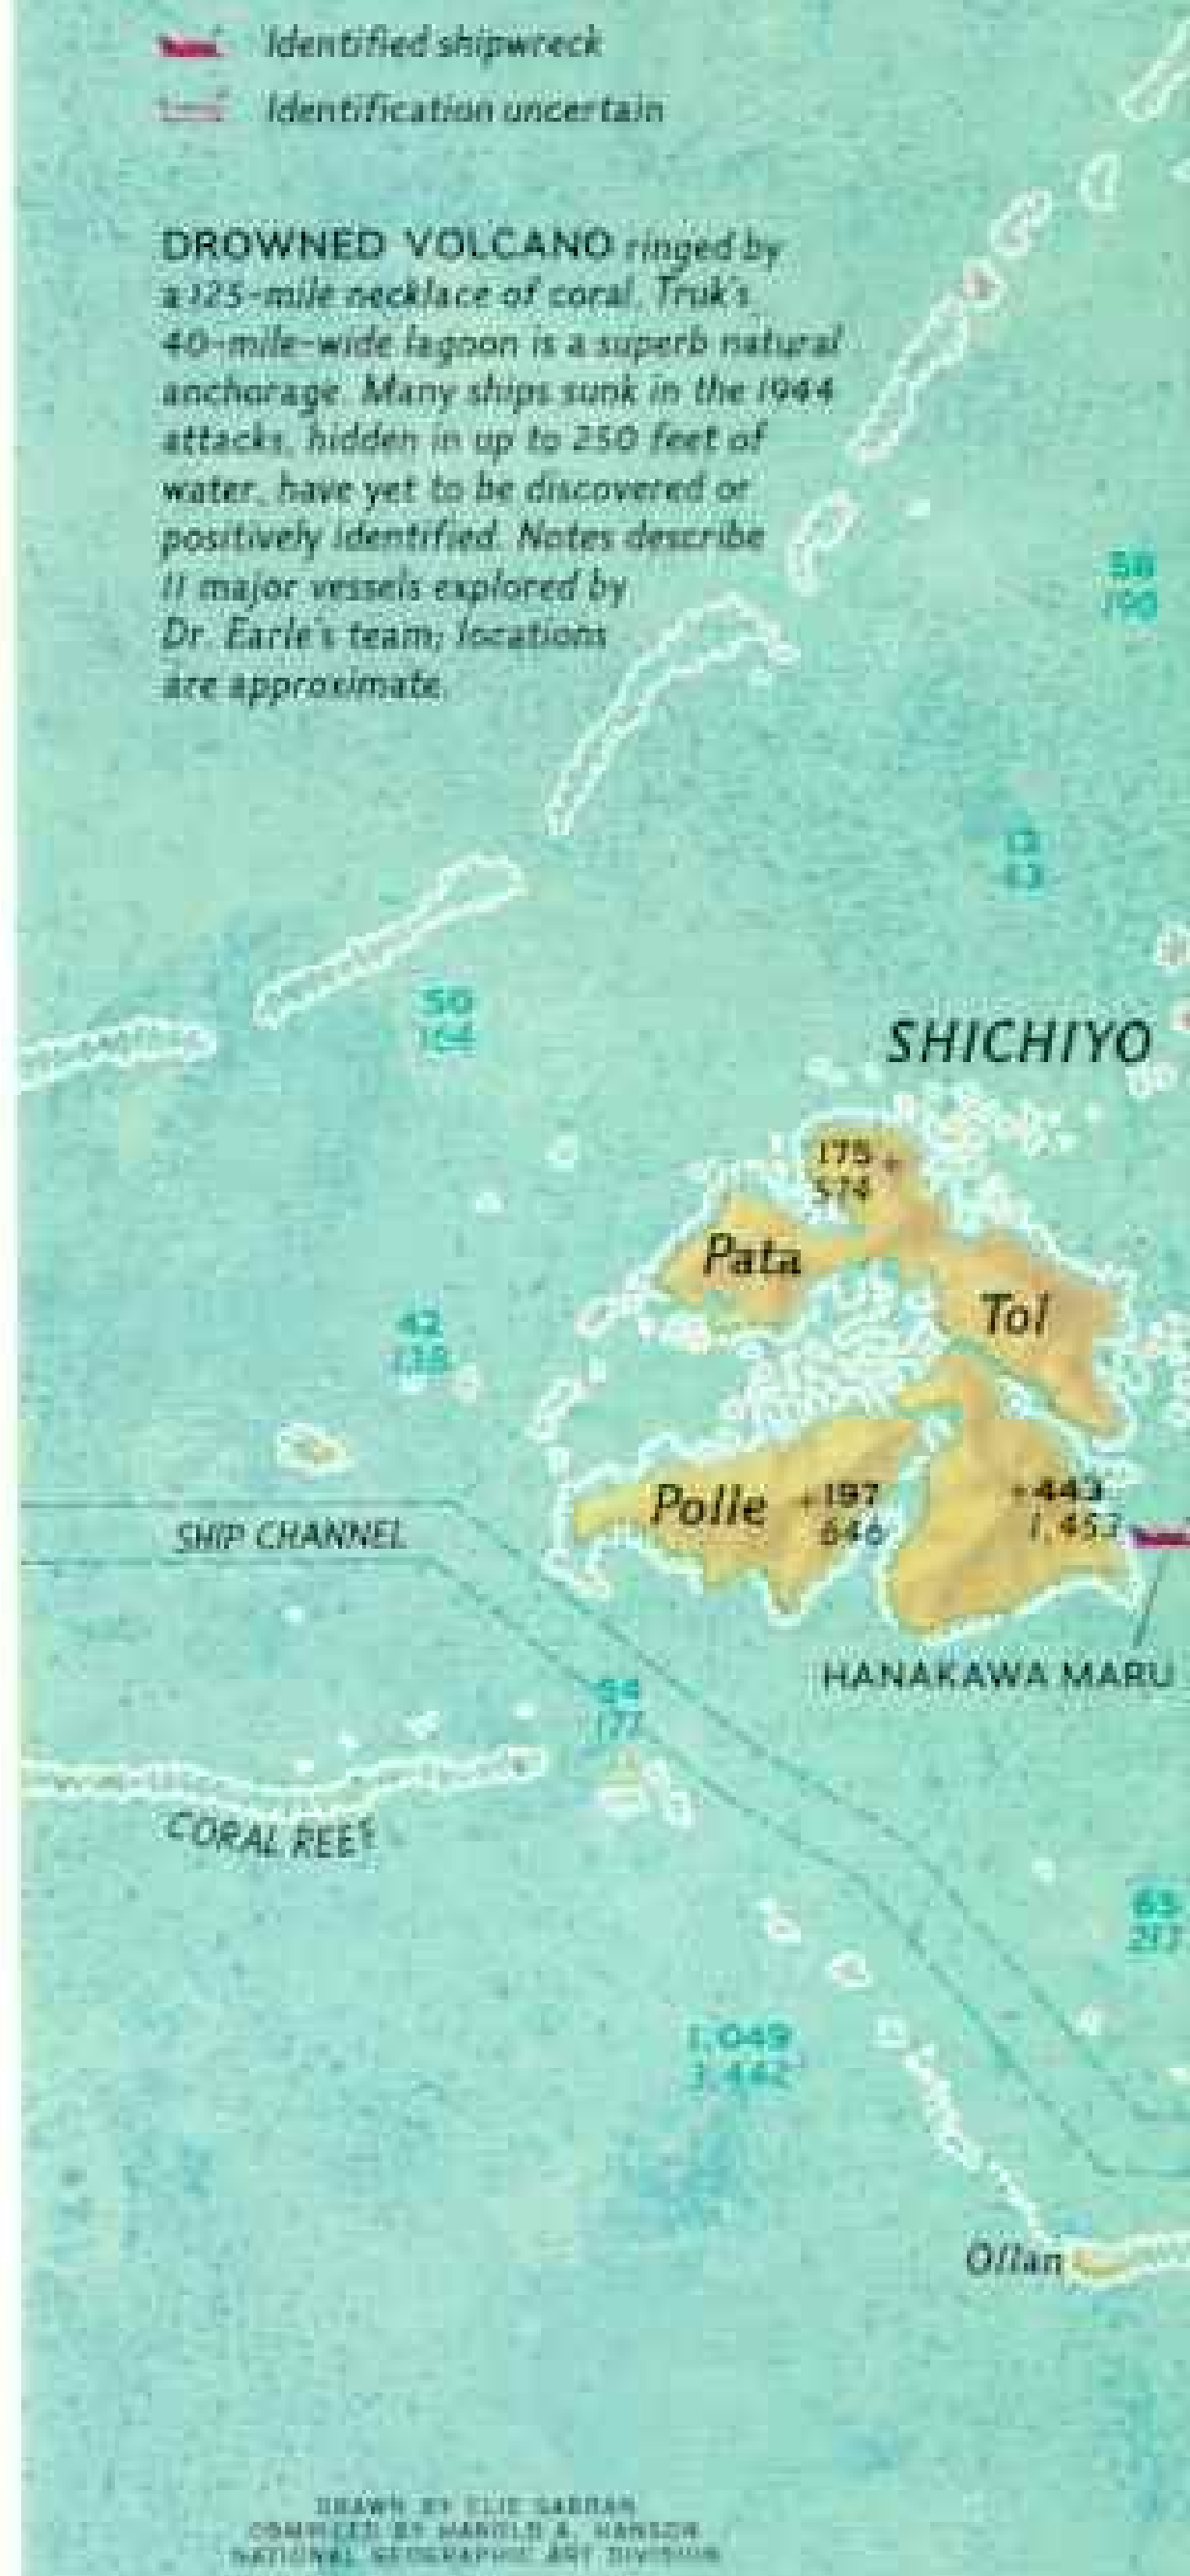 Identified shipwreck
Identification uncertain
DROWNED VOLCANO ringed by
a 125-mile necklace of coral, Truk's
40-mile-wide lagoon is a superb natural
anchorage. Many ships sunk in the 1944
attacks, hidden in up to 250 feet of
water, have yet to be discovered or
positively identified. Notes describe
11 major vessels explored by
Dr. Earle's team; locations
are approximate.
58
190
13
43
50
SHICHIYO
175
574
Pata
Tol
42
138
Polle
+197
646
+443
1,453
SHIP CHANNEL
HANAKAWA MARU
54
177
CORAL REEF
65
213
1,049
3,442
Ollan
DRAWN BY
COMPILED BY HAROLD A. HANSON
NATIONAL GEOGRAPHIC ART DIVISION